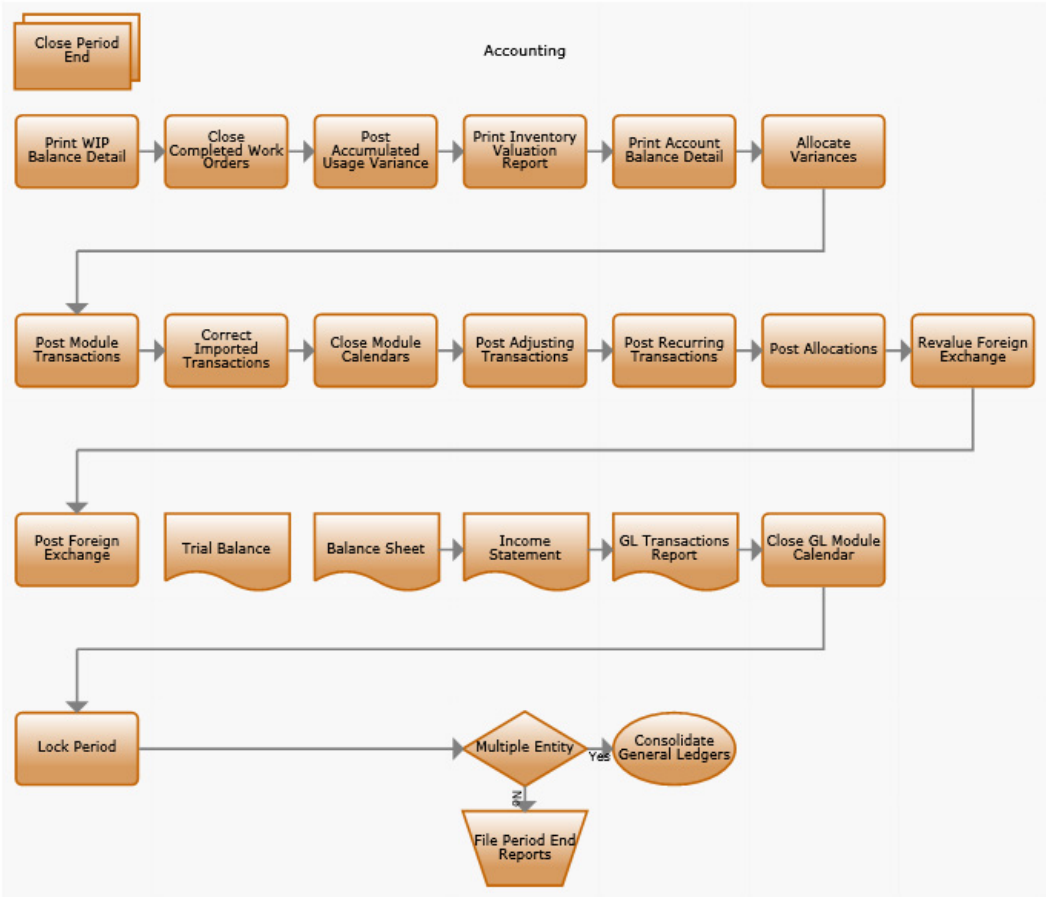 Close Period
End
Accounting
Print WIP
Balance Detail
Close
Completed Work
Orders
Post
Accumulated
Usage Variance
Print Inventory
Valuation
Report
Print Account
Balance Detail
Allocate
Variances
Post Module
Transactions
Correct
Imported
Transactions
Close Module
Calendars
Post Adjusting
Transactions
Post Recurring
Transactions
Post Allocations
Revalue Foreign
Exchange
Post Foreign
Exchange
Trial Balance
Balance Sheet
Income
Statement
GL Transactions
Report
Close GL Module
Calendar
Lock Period
Multiple Entity
Yes
Consolidate
General Ledgers
No
File Period End
Reports